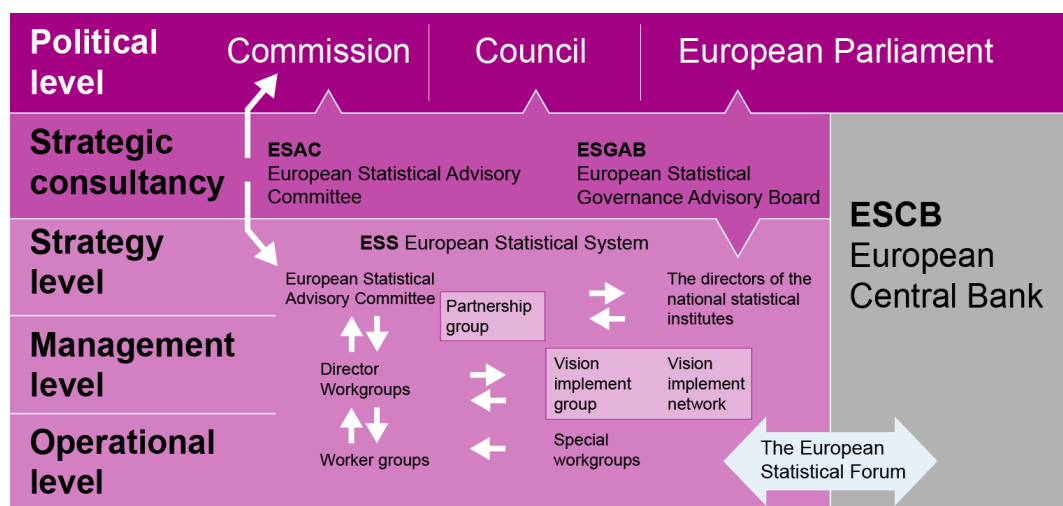 Political
level
Commission
Council
European Parliament
Strategic
consultancy
ESAC
European Statistical Advisory
Committee
ESGAB
European Statistical
Governance Advisory Board
ESCB
European
Central Bank
Strategy
level
ESS European Statistical System
European Statistical
Advisory Committee
Partnership
group
The directors of the
national statistical
institutes
Management
level
Director
Workgroups
Vision
implement
group
Vision
implement
network
Operational
level
Worker groups
Special
workgroups
The European
Statistical Forum